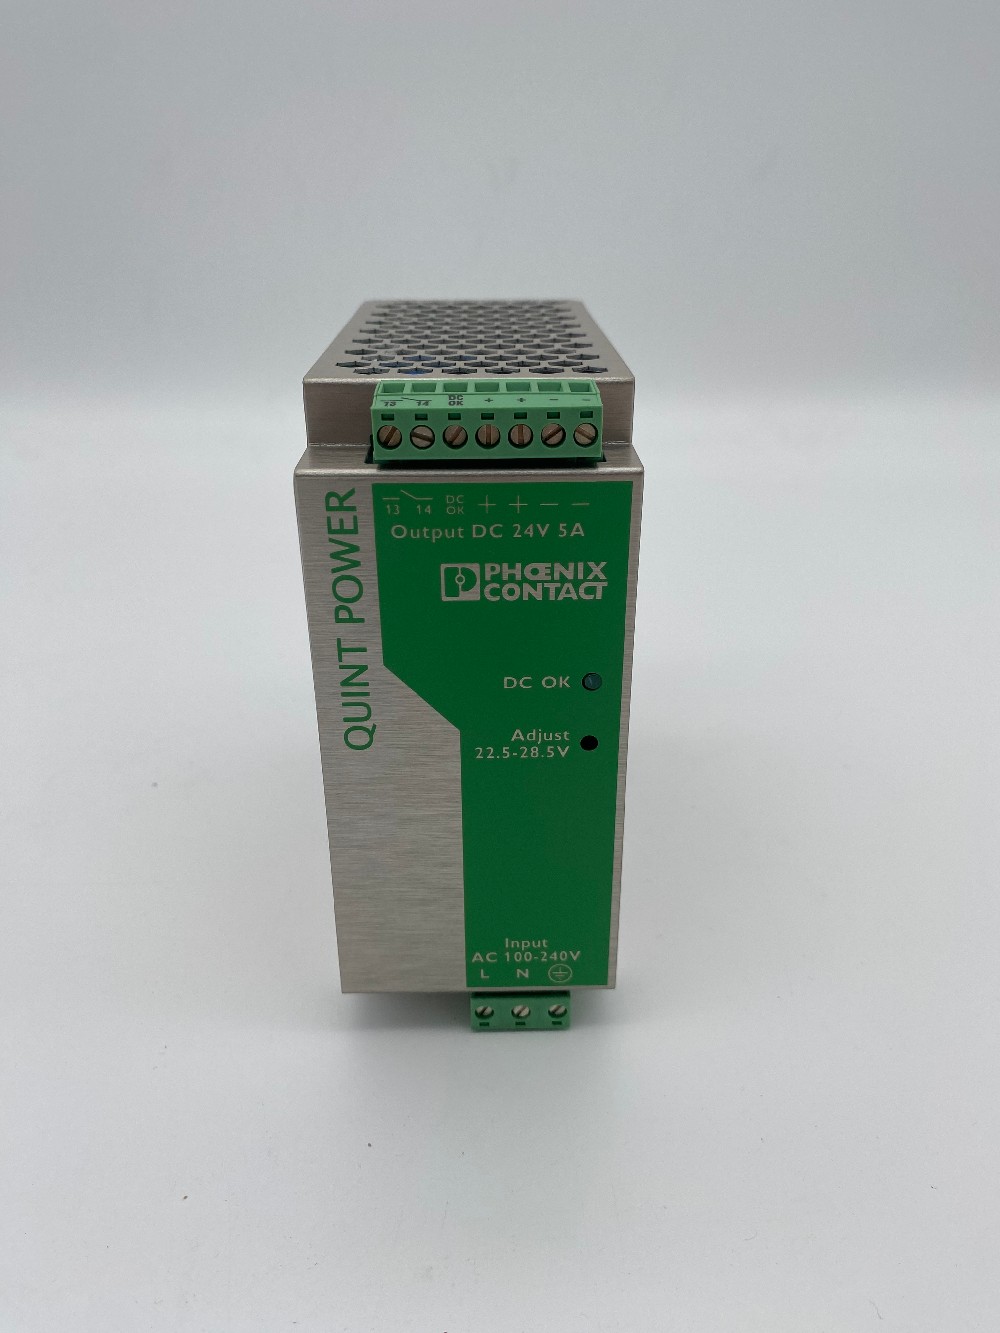 13 14 DC OK + + − −
QUINT POWER
13 14 DC OK + + − −
Output DC 24V 5A
PHŒNIX
CONTACT
DC OK
Adjust
22.5-28.5V
Input
AC 100-240V
L N